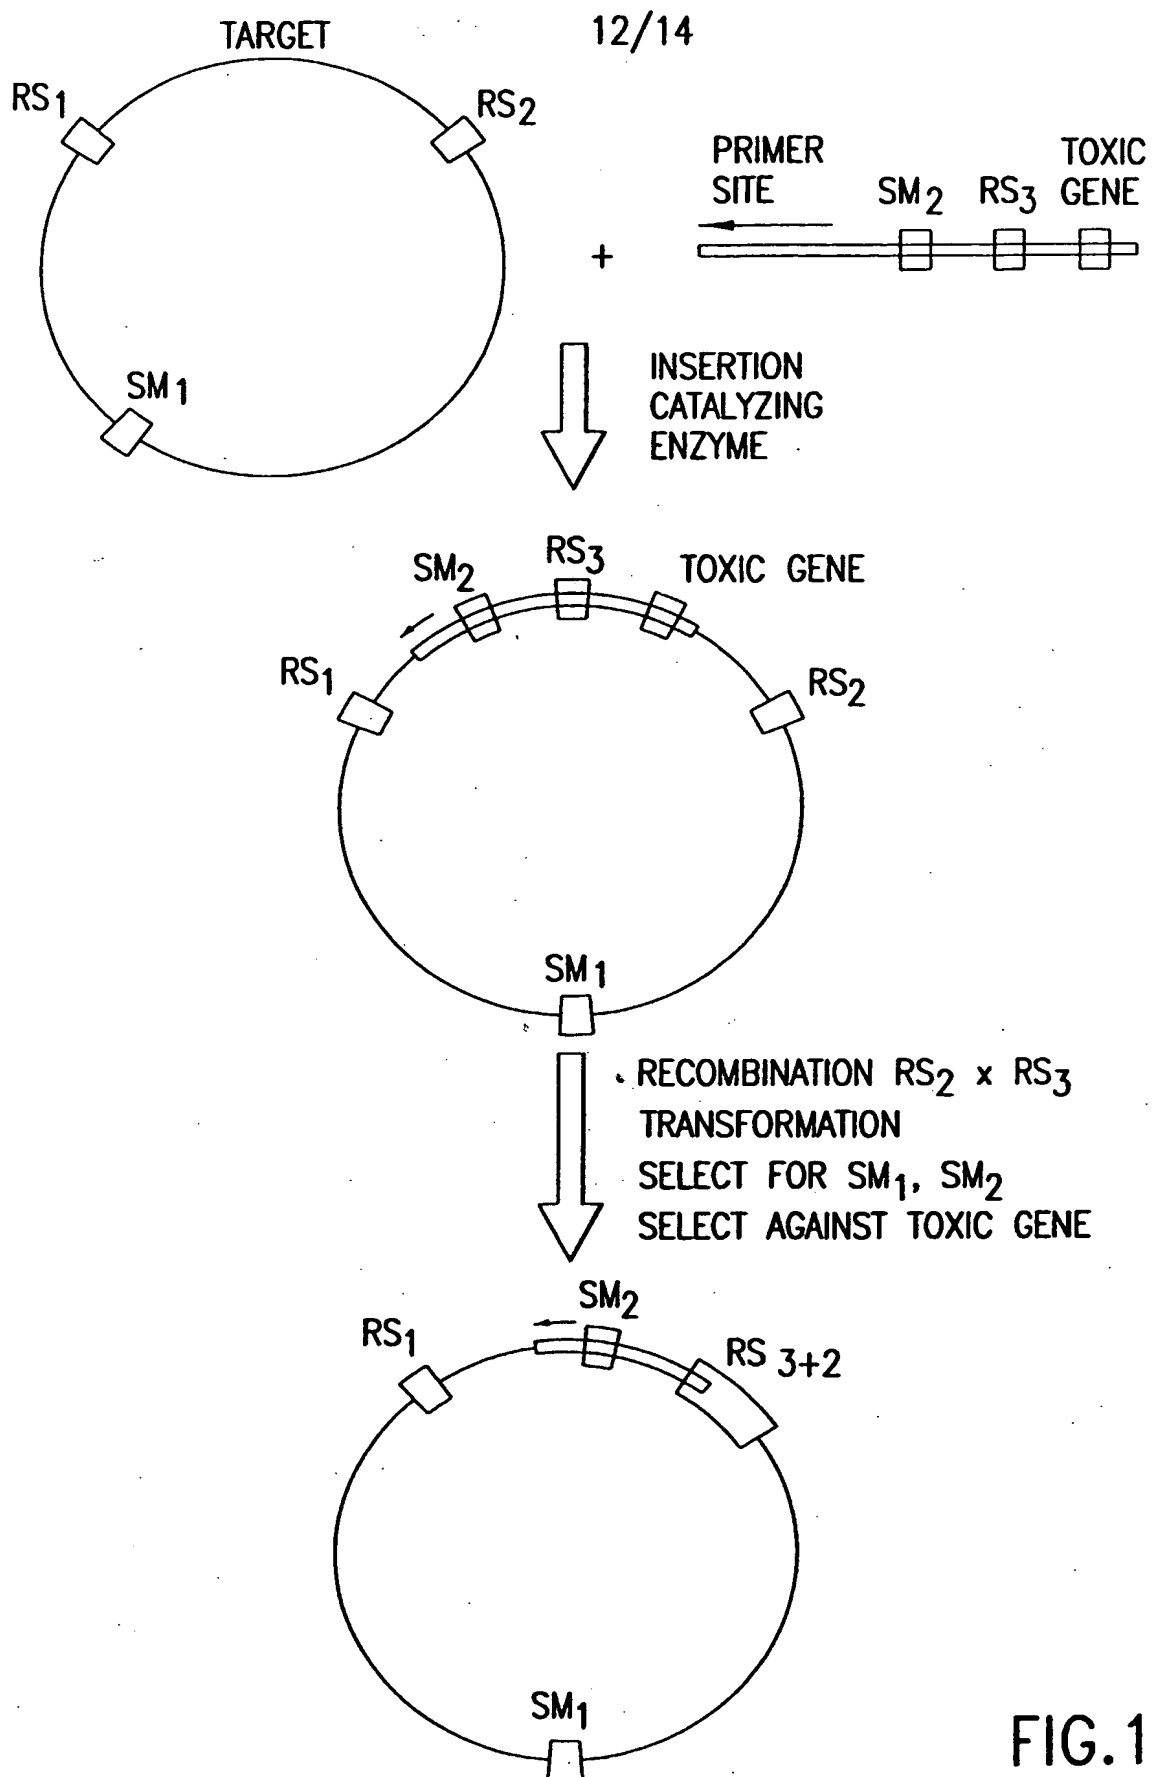 12/14
TARGET
RS1
RS2
SM1
+
PRIMER
SITE
SM2
RS3
TOXIC
GENE
INSERTION
CATALYZING
ENZYME
SM2
RS3
TOXIC GENE
RS1
RS2
SM1
RECOMBINATION RS2 x RS3
TRANSFORMATION
SELECT FOR SM1, SM2
SELECT AGAINST TOXIC GENE
SM2
RS1
RS 3+2
SM1
FIG.1